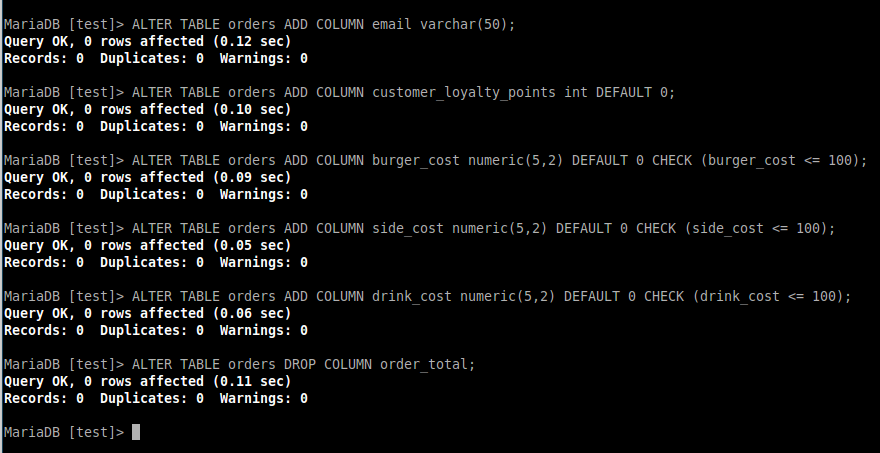 MariaDB [test]> ALTER TABLE orders ADD COLUMN email varchar(50);
Query OK, 0 rows affected (0.12 sec)
Records: 0  Duplicates: 0  Warnings: 0
MariaDB [test]> ALTER TABLE orders ADD COLUMN customer_loyalty_points int DEFAULT 0;
Query OK, 0 rows affected (0.10 sec)
Records: 0  Duplicates: 0  Warnings: 0
MariaDB [test]> ALTER TABLE orders ADD COLUMN burger_cost numeric(5,2) DEFAULT 0 CHECK (burger_cost <= 100);
Query OK, 0 rows affected (0.09 sec)
Records: 0  Duplicates: 0  Warnings: 0
MariaDB [test]> ALTER TABLE orders ADD COLUMN side_cost numeric(5,2) DEFAULT 0 CHECK (side_cost <= 100);
Query OK, 0 rows affected (0.05 sec)
Records: 0  Duplicates: 0  Warnings: 0
MariaDB [test]> ALTER TABLE orders ADD COLUMN drink_cost numeric(5,2) DEFAULT 0 CHECK (drink_cost <= 100);
Query OK, 0 rows affected (0.06 sec)
Records: 0  Duplicates: 0  Warnings: 0
MariaDB [test]> ALTER TABLE orders DROP COLUMN order_total;
Query OK, 0 rows affected (0.11 sec)
Records: 0  Duplicates: 0  Warnings: 0
MariaDB [test]>